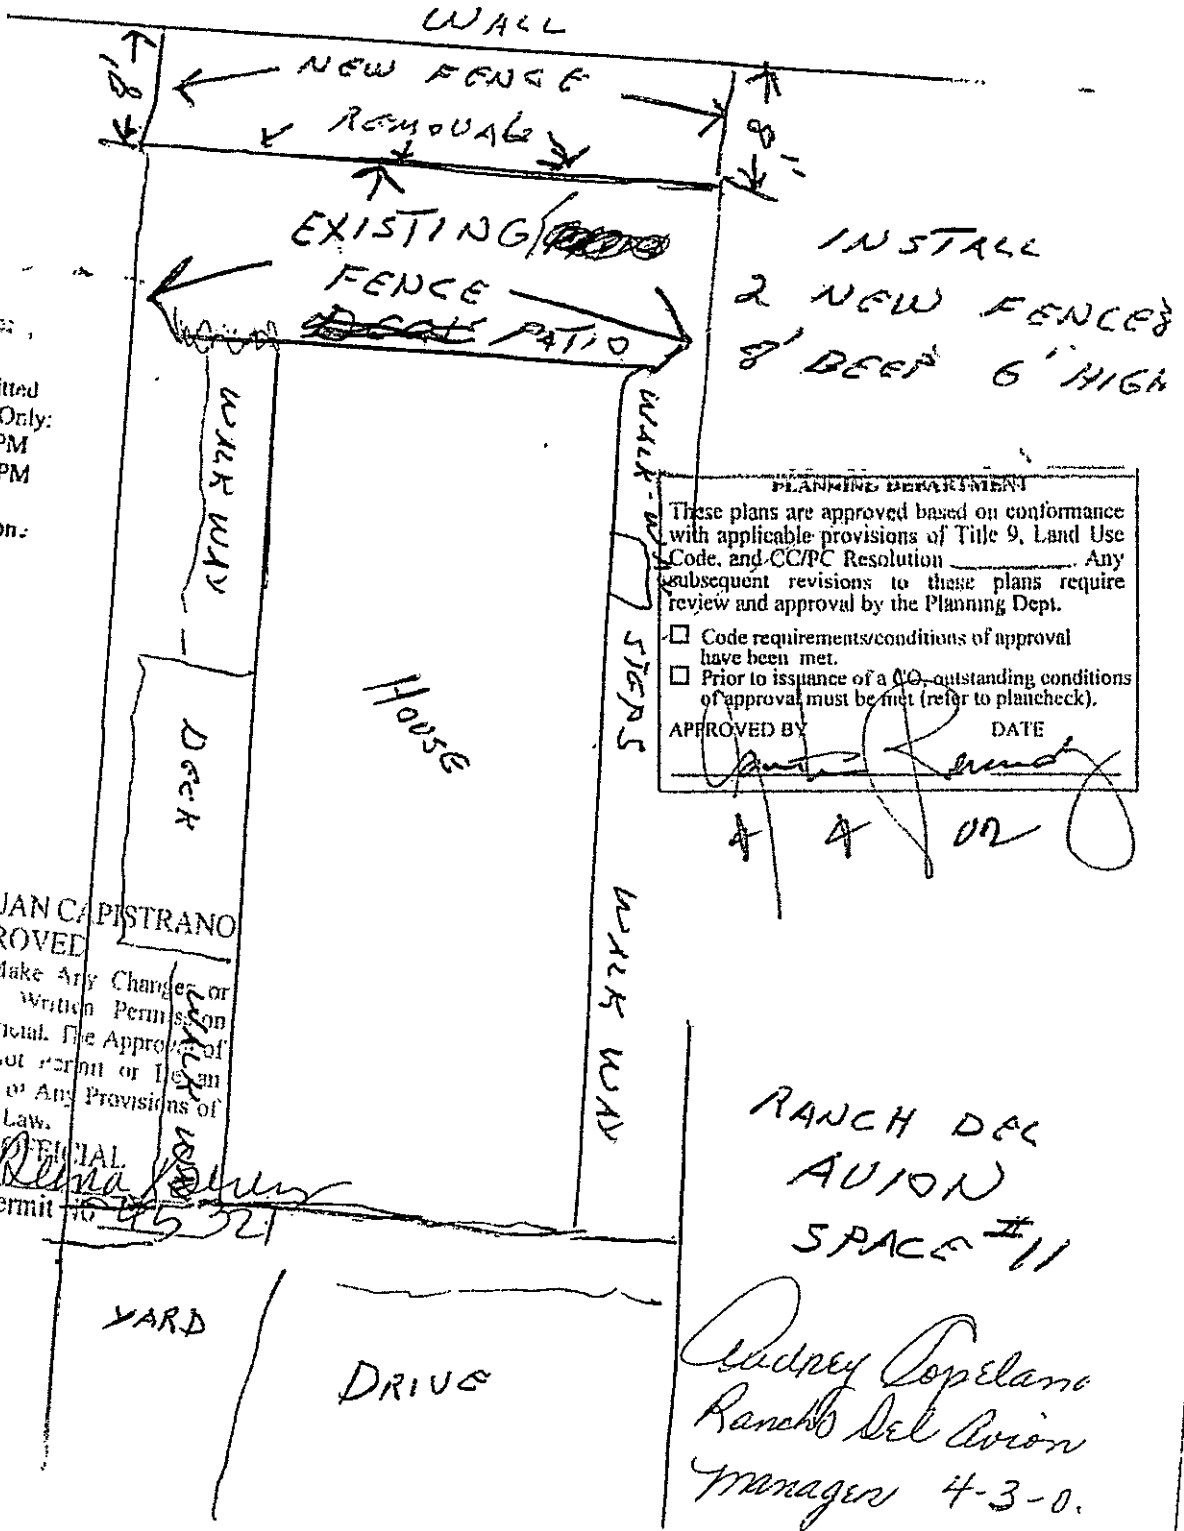 WALL
8'
NEW FENCE
8'
REMOVAL
EXISTING
FENCE
PATIO
INSTALL
2 NEW FENCES
8' DEEP 6' HIGH
itted
Only:
PM
PM
on:
WALK WAY
WALK-WAY
STEPS
DECK
HOUSE
PLANNING DEPARTMENT
These plans are approved based on conformance
with applicable provisions of Title 9, Land Use
Code, and CC/PC Resolution ________. Any
subsequent revisions to these plans require
review and approval by the Planning Dept.
☐ Code requirements/conditions of approval
have been met.
☐ Prior to issuance of a CO, outstanding conditions
of approval must be met (refer to plancheck).
APPROVED BY DATE
4 4 02
UAN CAPISTRANO
ROVED
Make Any Changes or
Written Permission
icial. The Approval of
not Permit or Be an
of Any Provisions of
Law.
OFFICIAL
ermit No 45321
WALK WAY
WALK WAY
YARD
DRIVE
RANCH DEL
AVION
SPACE #11
Audrey Copeland
Rancho Del Avion
Manager 4-3-0.